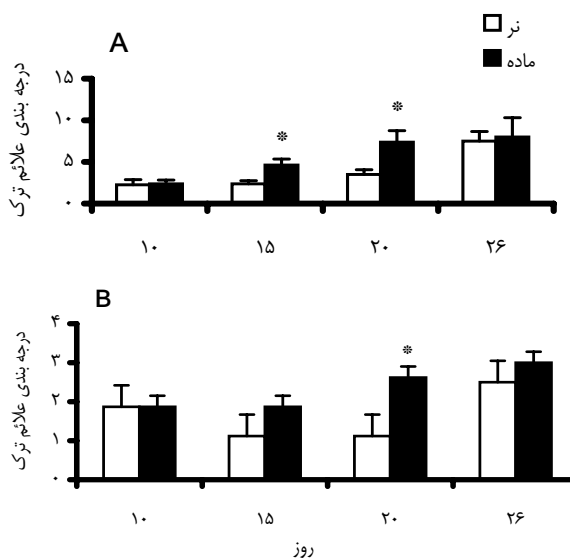 نر
ماده
A
درجه بندی علائم ترک
۱۵
۱۰
۵
۰
*
*
۱۰ ۱۵ ۲۰ ۲۶
B
درجه بندی علائم ترک
۴
۳
۲
۱
۰
*
۱۰ ۱۵ ۲۰ ۲۶
روز